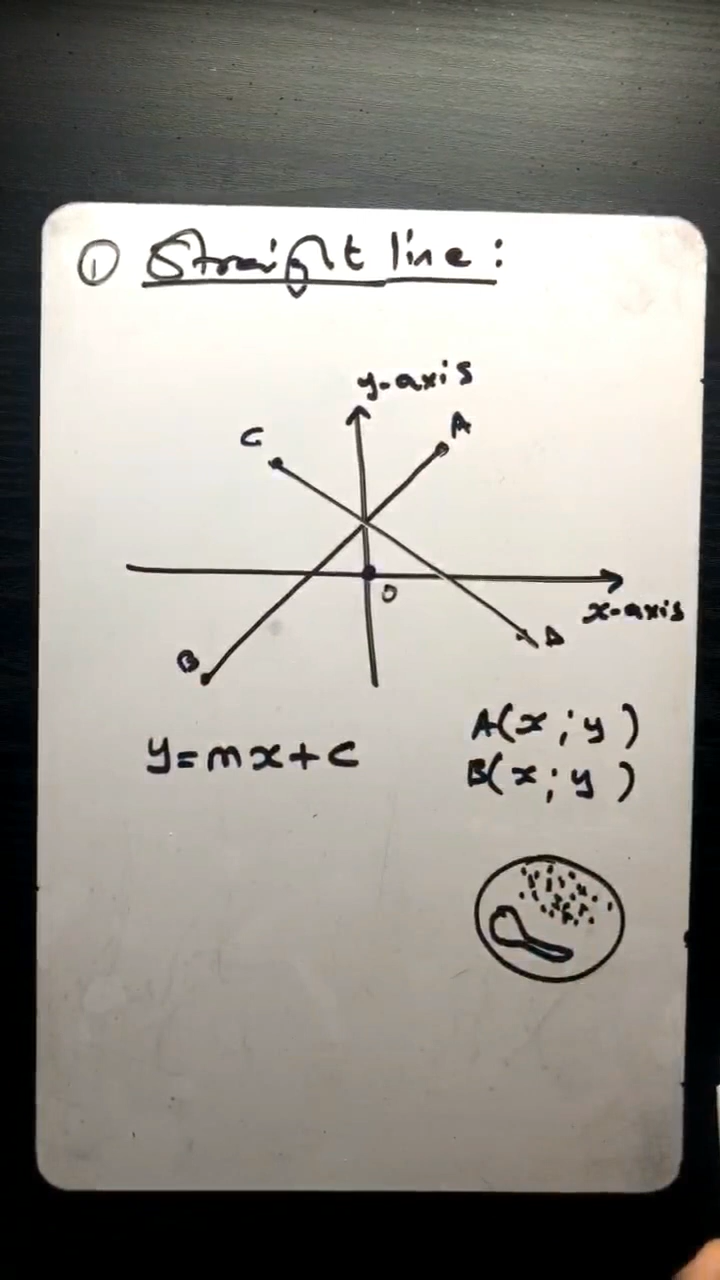 ① Straight line:
y-axis
C
A
O
x-axis
B
D
y=mx+c
A(x;y)
B(x;y)